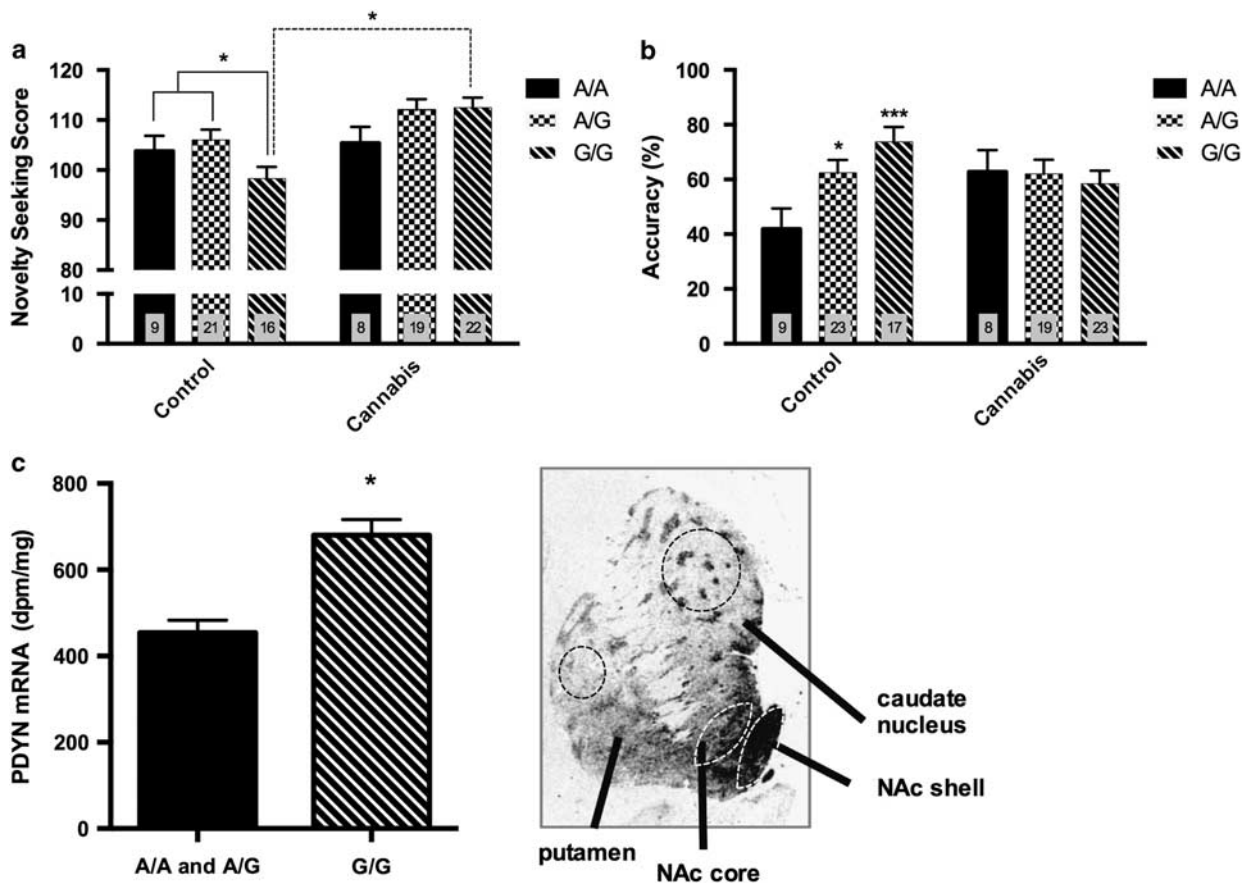 a
*
*
Novelty Seeking Score
120
110
100
90
80
10
0
9
21
16
8
19
22
Control
Cannabis
A/A
A/G
G/G
b
Accuracy (%)
100
80
60
40
20
0
*
***
9
23
17
8
19
23
Control
Cannabis
A/A
A/G
G/G
c
PDYN mRNA (dpm/mg)
800
600
400
200
0
*
A/A and A/G
G/G
caudate
nucleus
NAc shell
putamen
NAc core